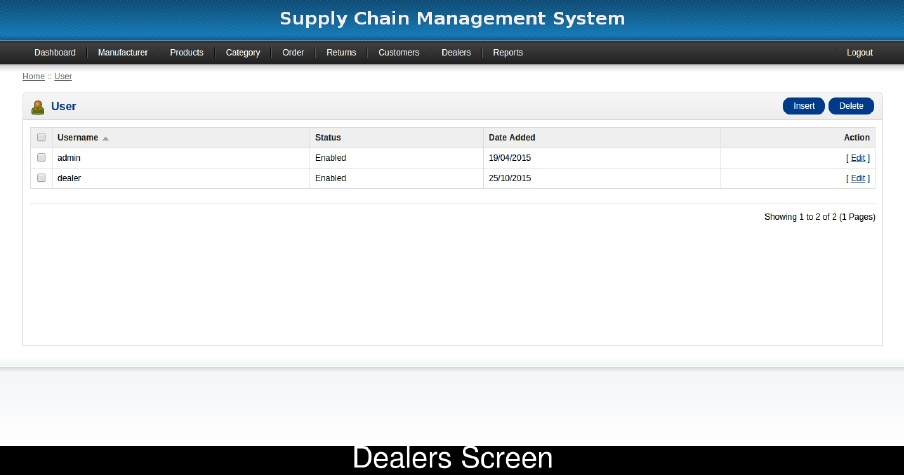 Supply Chain Management System
Dashboard Manufacturer Products Category Order Returns Customers Dealers Reports Logout
Home :: User
User Insert Delete
Username Status Date Added Action
admin Enabled 19/04/2015 [ Edit ]
dealer Enabled 25/10/2015 [ Edit ]
Showing 1 to 2 of 2 (1 Pages)
Dealers Screen